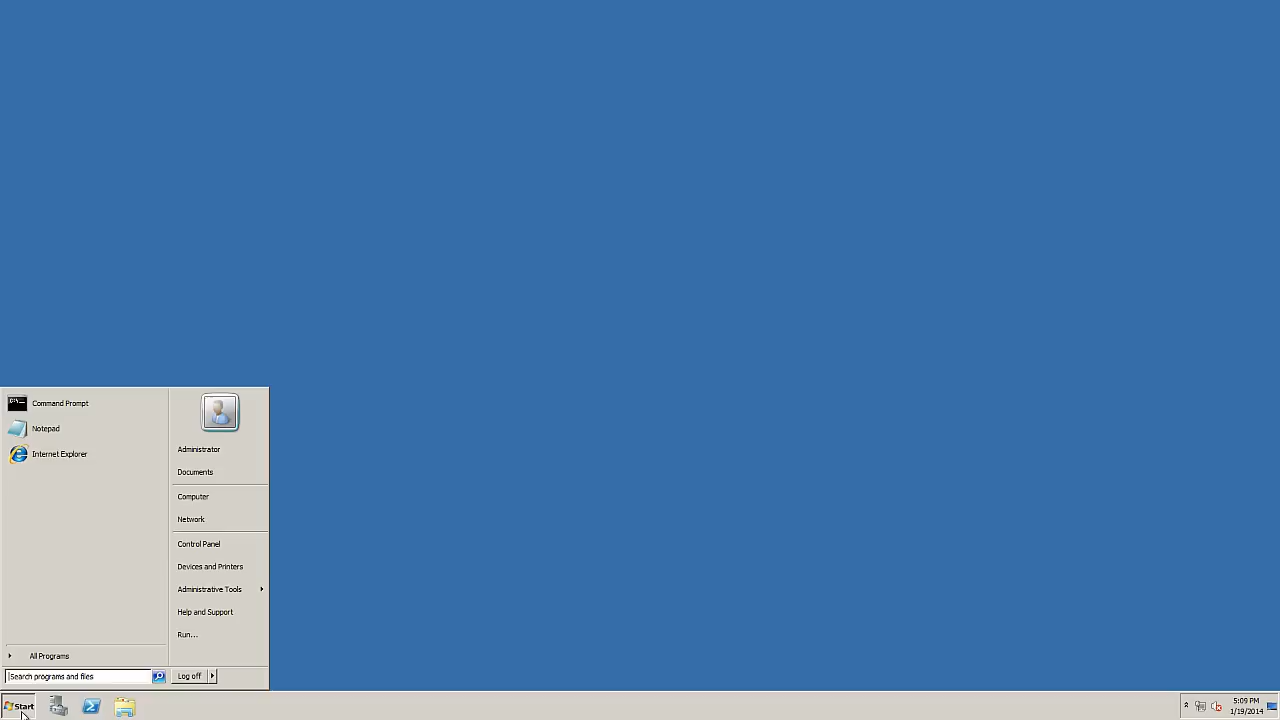 Command Prompt
Notepad
Internet Explorer
All Programs
Search programs and files
Administrator
Documents
Computer
Network
Control Panel
Devices and Printers
Administrative Tools
Help and Support
Run...
Log off
Start
5:09 PM
1/19/2014